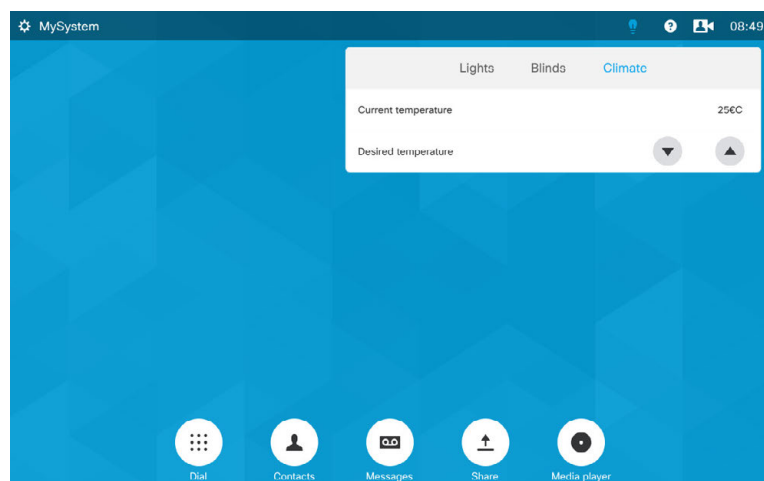 MySystem 08:49
Lights Blinds Climate
Current temperature 25€C
Desired temperature
Dial Contacts Messages Share Media player